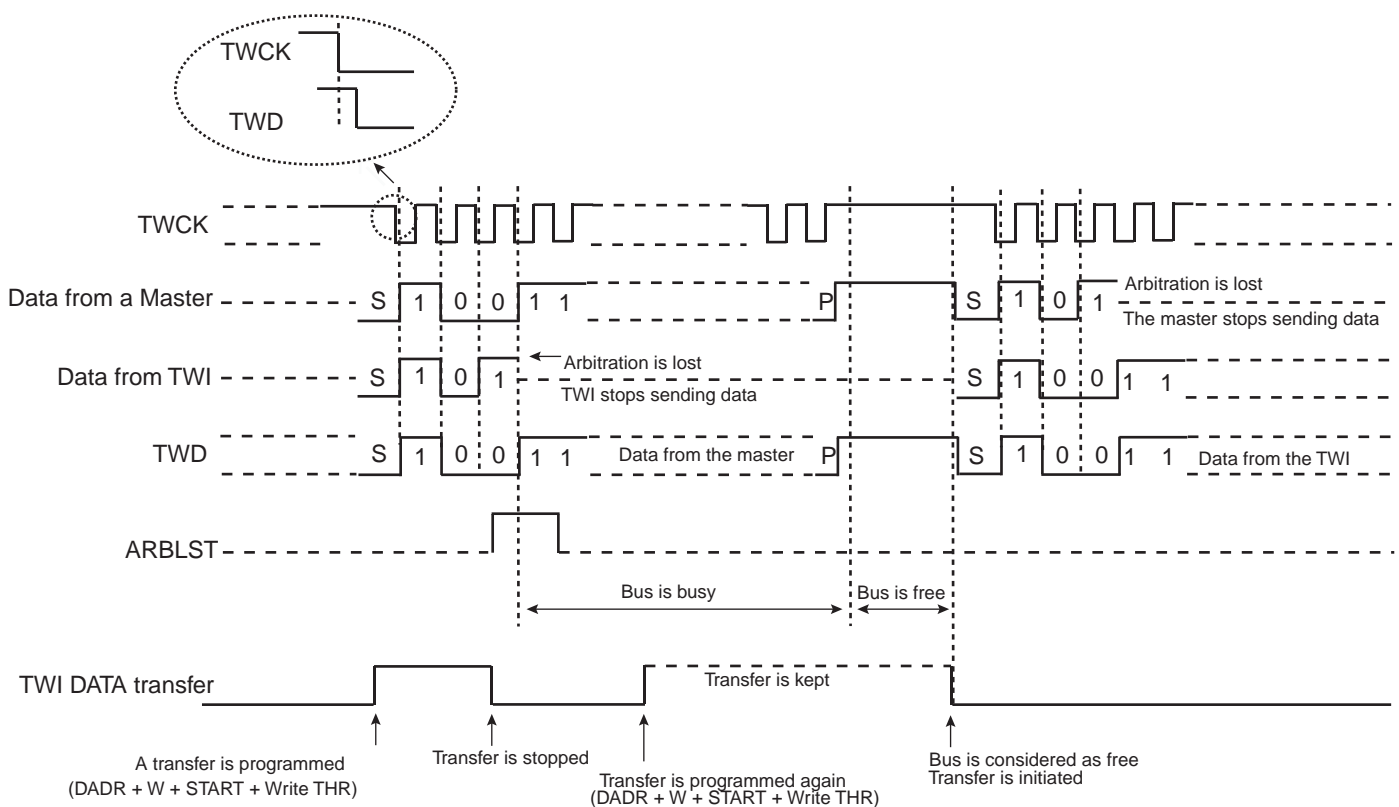 TWCK
TWD
TWCK
Data from a Master S 1 0 0 1 1 P S 1 0 1 Arbitration is lost
The master stops sending data
Data from TWI S 1 0 1 Arbitration is lost
TWI stops sending data
S 1 0 0 1 1
TWD S 1 0 0 1 1 Data from the master P S 1 0 0 1 1 Data from the TWI
ARBLST
Bus is busy Bus is free
TWI DATA transfer Transfer is kept
A transfer is programmed
(DADR + W + START + Write THR)
Transfer is stopped
Transfer is programmed again
(DADR + W + START + Write THR)
Bus is considered as free
Transfer is initiated